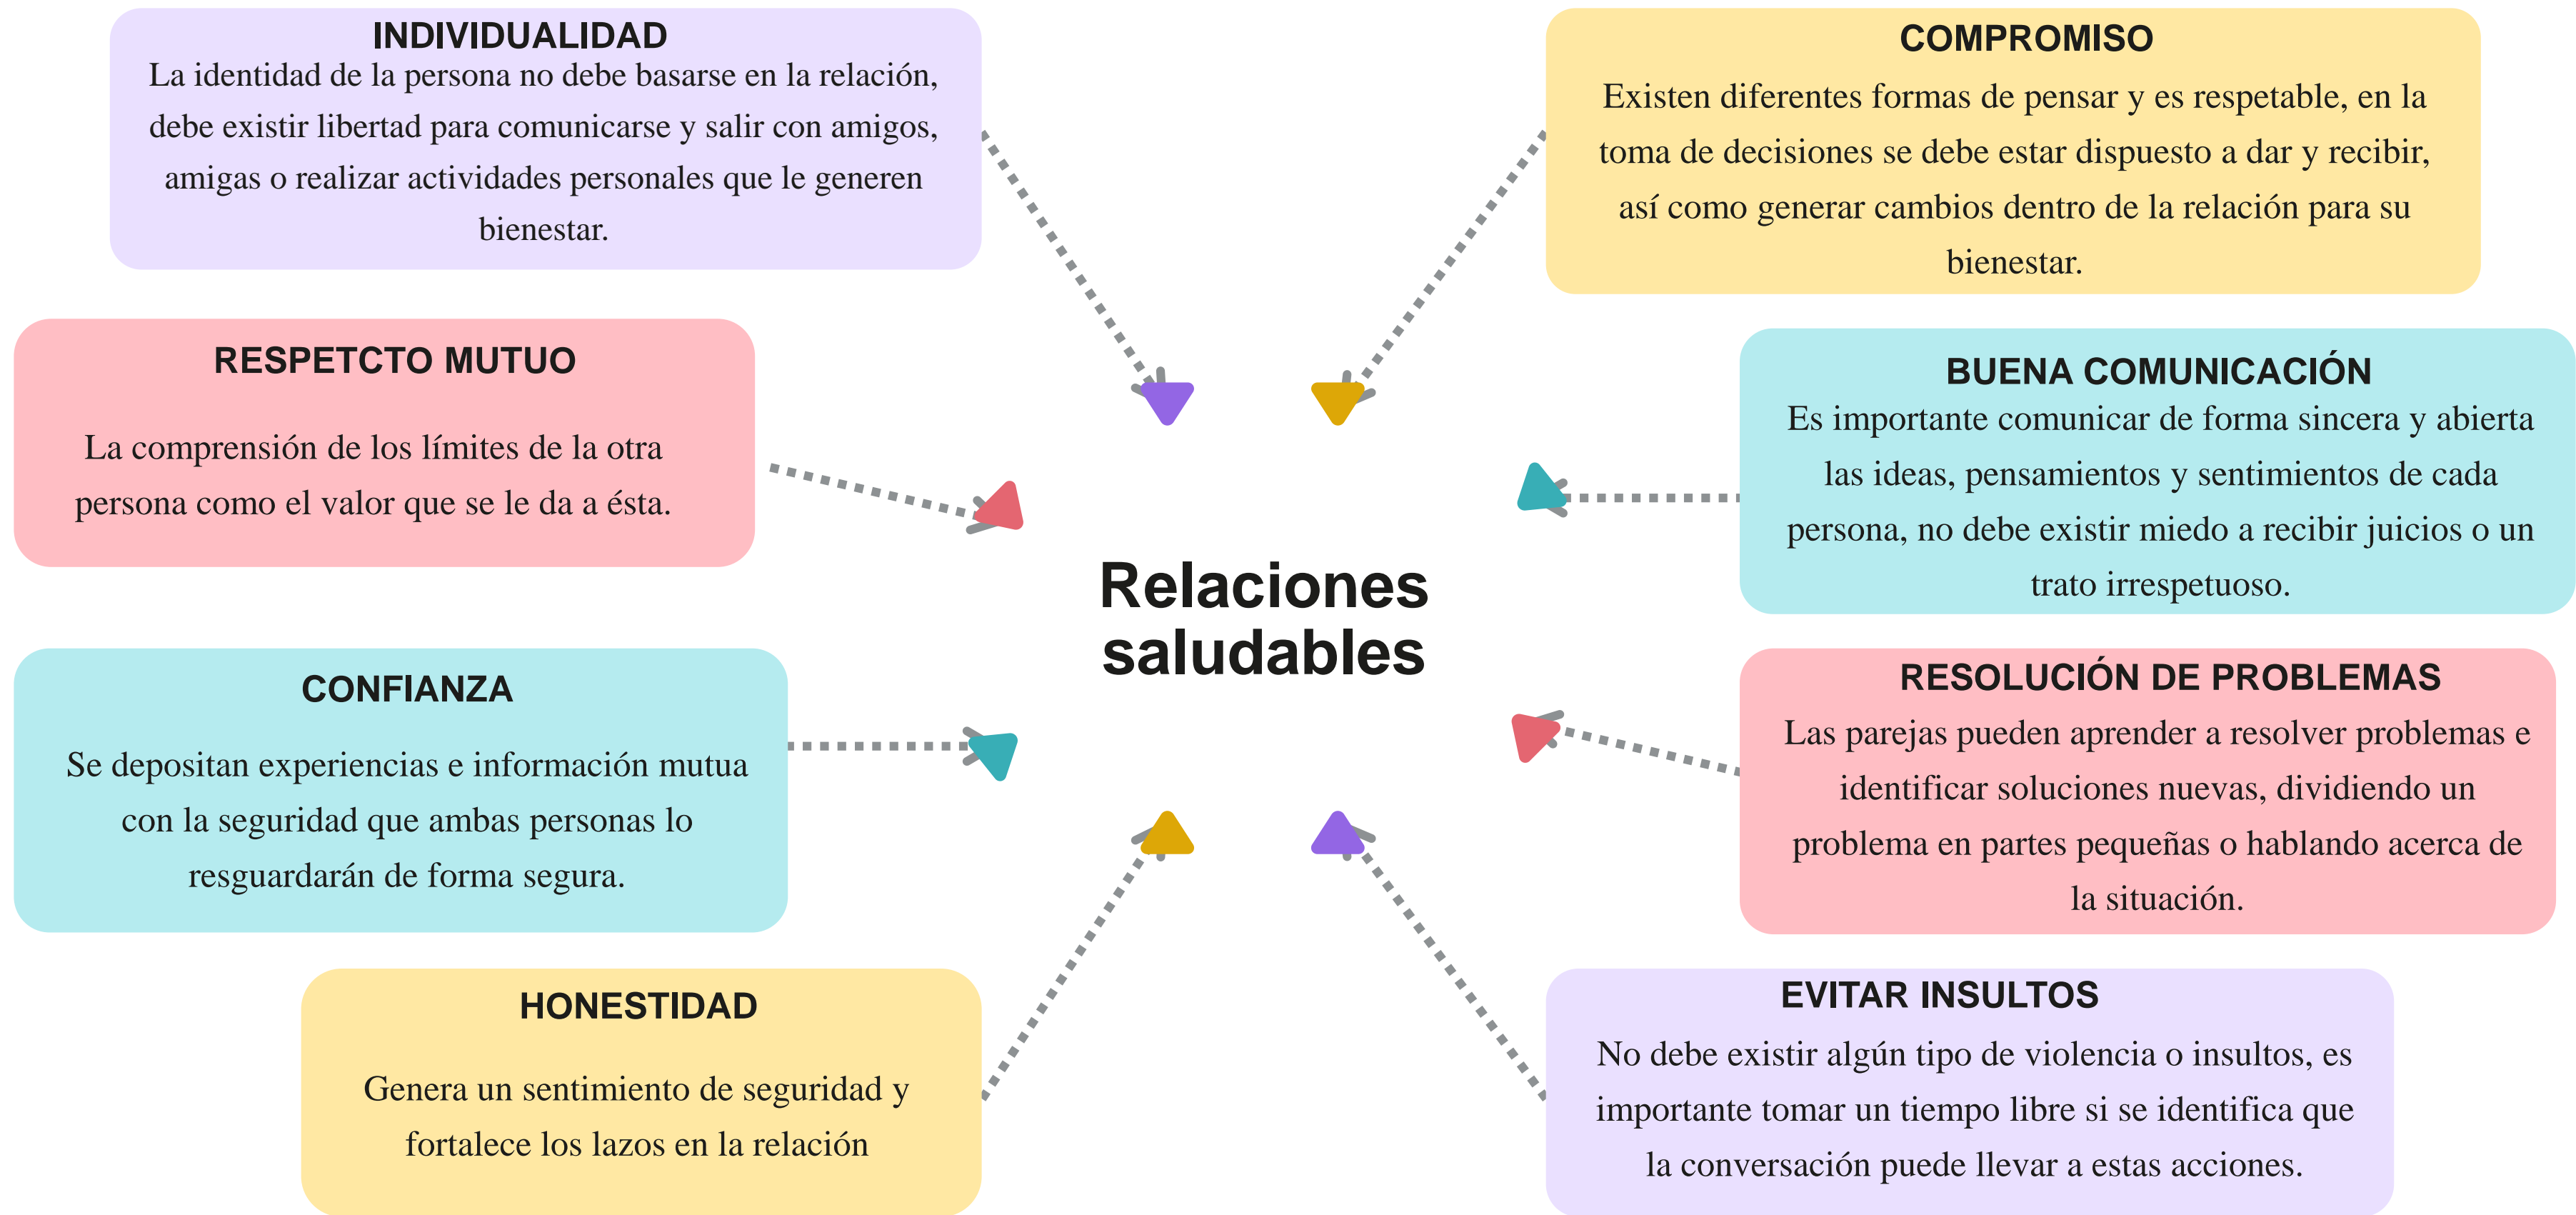 INDIVIDUALIDAD
La identidad de la persona no debe basarse en la relación,
debe existir libertad para comunicarse y salir con amigos,
amigas o realizar actividades personales que le generen
bienestar.
COMPROMISO
Existen diferentes formas de pensar y es respetable, en la
toma de decisiones se debe estar dispuesto a dar y recibir,
así como generar cambios dentro de la relación para su
bienestar.
RESPETCTO MUTUO
La comprensión de los límites de la otra
persona como el valor que se le da a ésta.
BUENA COMUNICACIÓN
Es importante comunicar de forma sincera y abierta
las ideas, pensamientos y sentimientos de cada
persona, no debe existir miedo a recibir juicios o un
trato irrespetuoso.
Relaciones
saludables
CONFIANZA
Se depositan experiencias e información mutua
con la seguridad que ambas personas lo
resguardarán de forma segura.
RESOLUCIÓN DE PROBLEMAS
Las parejas pueden aprender a resolver problemas e
identificar soluciones nuevas, dividiendo un
problema en partes pequeñas o hablando acerca de
la situación.
HONESTIDAD
Genera un sentimiento de seguridad y
fortalece los lazos en la relación
EVITAR INSULTOS
No debe existir algún tipo de violencia o insultos, es
importante tomar un tiempo libre si se identifica que
la conversación puede llevar a estas acciones.